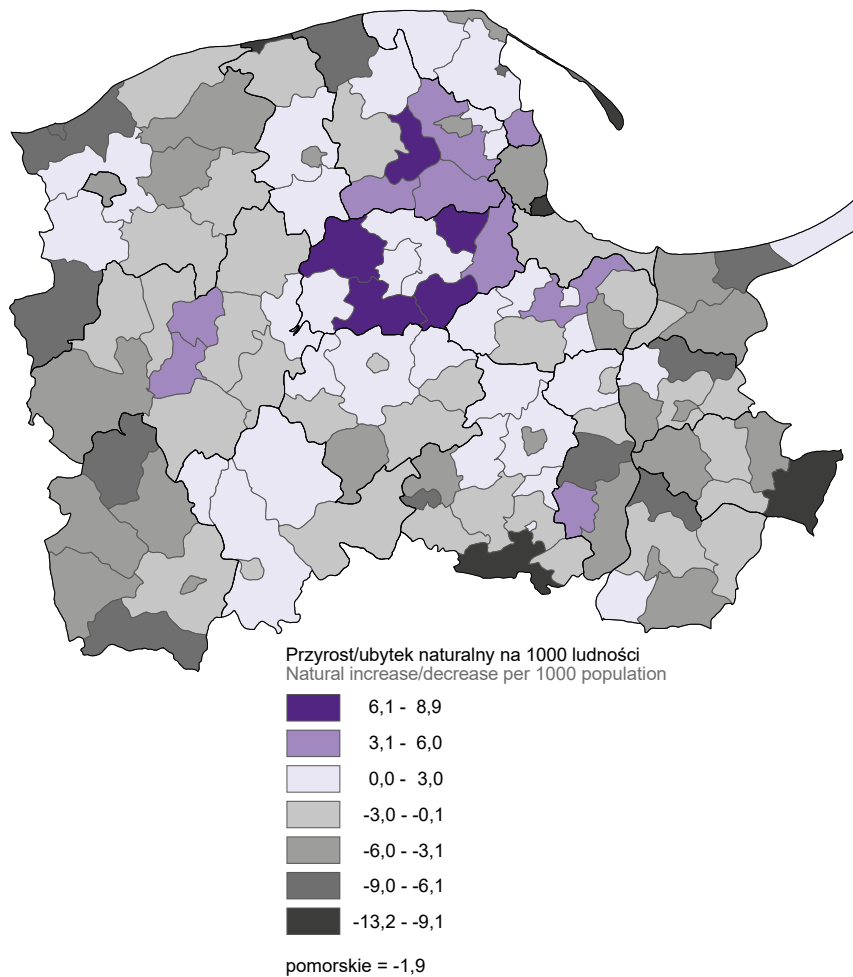 Przyrost/ubytek naturalny na 1000 ludności
Natural increase/decrease per 1000 population
6,1 - 8,9
3,1 - 6,0
0,0 - 3,0
-3,0 - -0,1
-6,0 - -3,1
-9,0 - -6,1
-13,2 - -9,1
pomorskie = -1,9